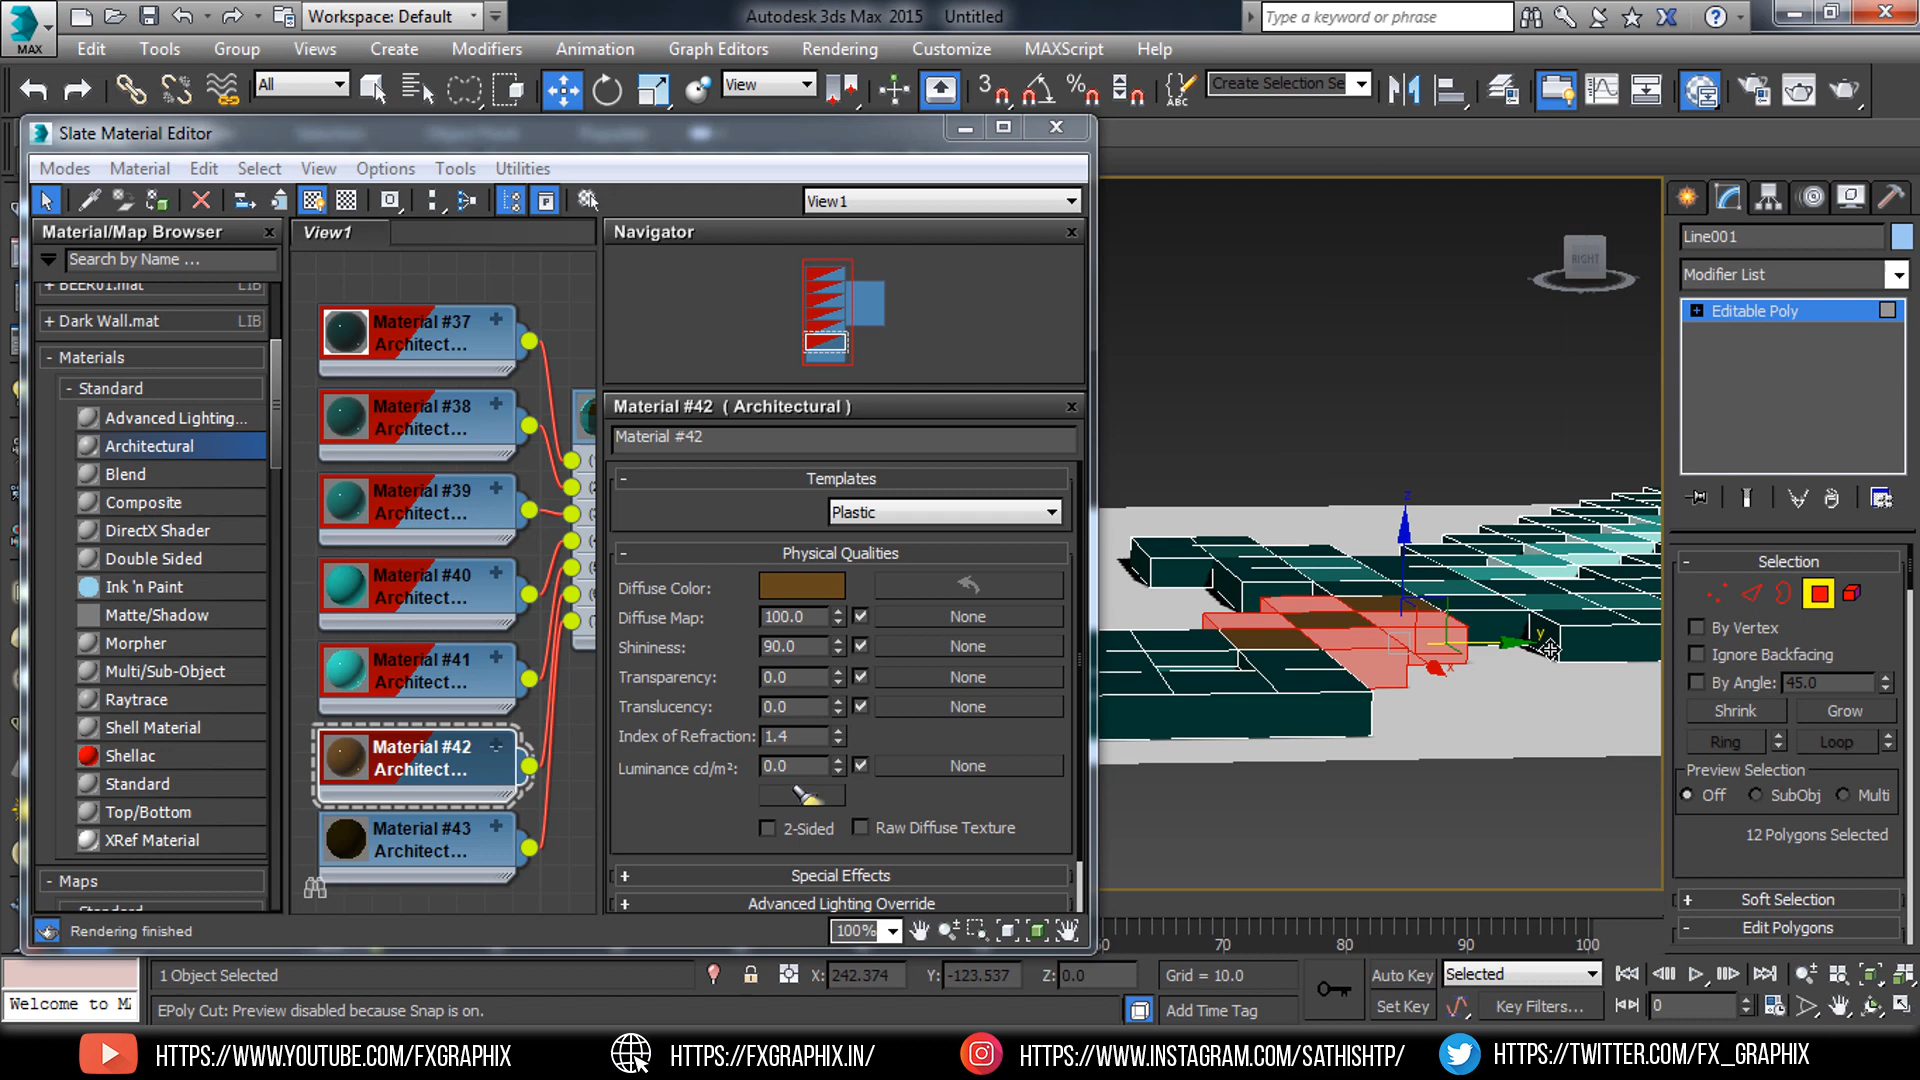 Workspace: Default
Autodesk 3ds Max 2015 Untitled
Type a keyword or phrase
MAX
Edit Tools Group Views Create Modifiers Animation Graph Editors Rendering Customize MAXScript Help
All
View
3
ABC
Create Selection Se
Slate Material Editor
Modes Material Edit Select View Options Tools Utilities
View1
Material/Map Browser
View1
Navigator
Search by Name ...
+ BEER01.mat LIB
+ Dark Wall.mat LIB
- Materials
- Standard
Advanced Lighting...
Architectural
Blend
Composite
DirectX Shader
Double Sided
Ink 'n Paint
Matte/Shadow
Morpher
Multi/Sub-Object
Raytrace
Shell Material
Shellac
Standard
Top/Bottom
XRef Material
- Maps
Material #37
Architect...
Material #38
Architect...
Material #39
Architect...
Material #40
Architect...
Material #41
Architect...
Material #42
Architect...
Material #43
Architect...
Material #42 ( Architectural )
Material #42
- Templates
Plastic
- Physical Qualities
Diffuse Color:
Diffuse Map: 100.0 None
Shininess: 90.0 None
Transparency: 0.0 None
Translucency: 0.0 None
Index of Refraction: 1.4
Luminance cd/m²: 0.0 None
2-Sided Raw Diffuse Texture
+ Special Effects
+ Advanced Lighting Override
Rendering finished
100%
RIGHT
z
y
x
Line001
Modifier List
Editable Poly
- Selection
By Vertex
Ignore Backfacing
By Angle: 45.0
Shrink Grow
Ring Loop
Preview Selection
Off SubObj Multi
12 Polygons Selected
+ Soft Selection
- Edit Polygons
70 80 90 100
1 Object Selected
X: 242.374 Y: -123.537 Z: 0.0
Grid = 10.0
Auto Key Selected
Welcome to M
EPoly Cut: Preview disabled because Snap is on.
Add Time Tag
Set Key Key Filters...
0
HTTPS://WWW.YOUTUBE.COM/FXGRAPHIX
HTTPS://FXGRAPHIX.IN/
HTTPS://WWW.INSTAGRAM.COM/SATHISHTP/
HTTPS://TWITTER.COM/FX_GRAPHIX